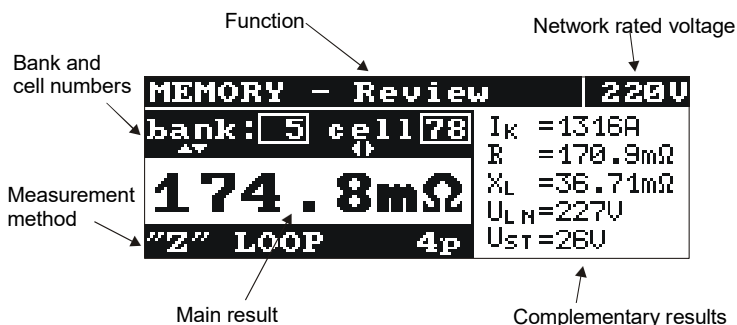 Function
Network rated voltage
Bank and
cell numbers
MEMORY - Review 220V
bank: 5 cell 78
174.8mΩ
"Z" LOOP 4p
IK =1316A
R =170.9mΩ
XL =36.71mΩ
UL N=227V
UST=26V
Measurement
method
Main result
Complementary results